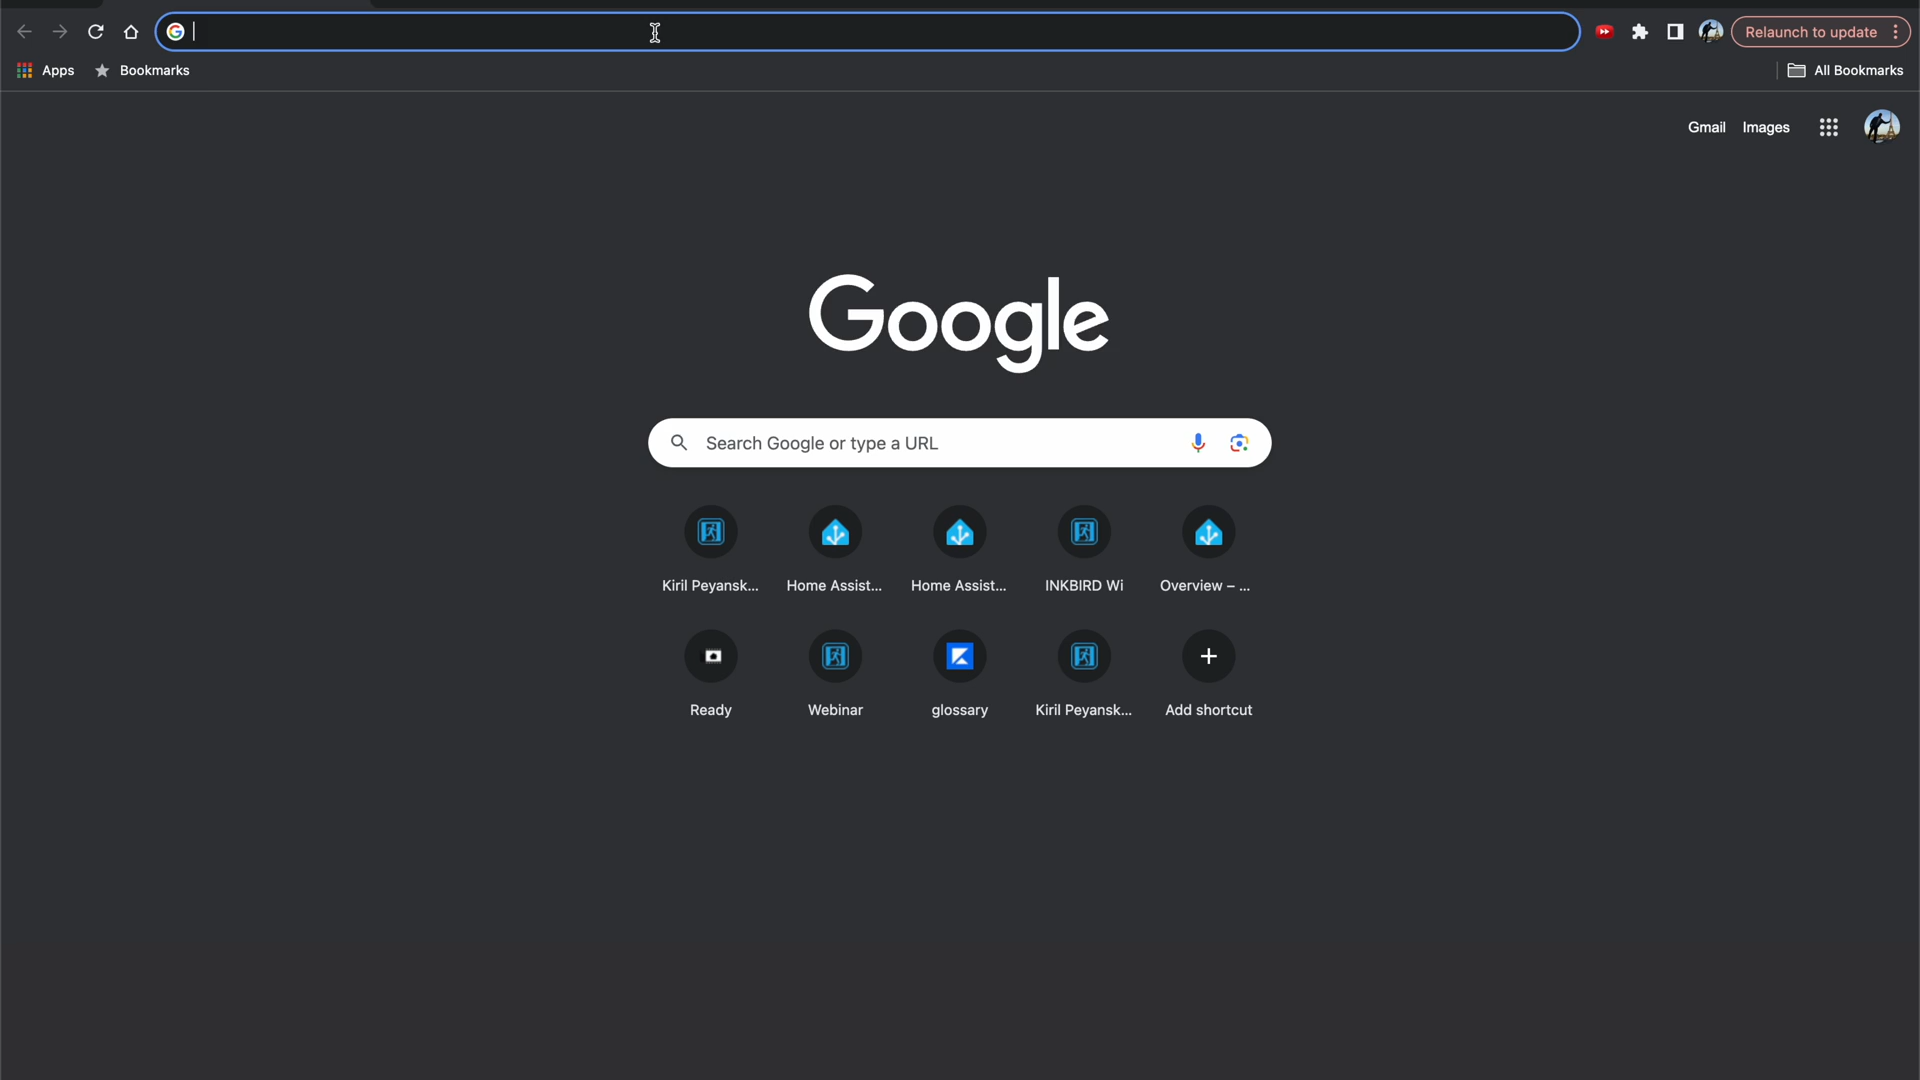 Relaunch to update
Apps
Bookmarks
All Bookmarks
Gmail
Images
Google
Search Google or type a URL
Kiril Peyansk...
Home Assist...
Home Assist...
INKBIRD Wi
Overview – ...
Ready
Webinar
glossary
Kiril Peyansk...
Add shortcut